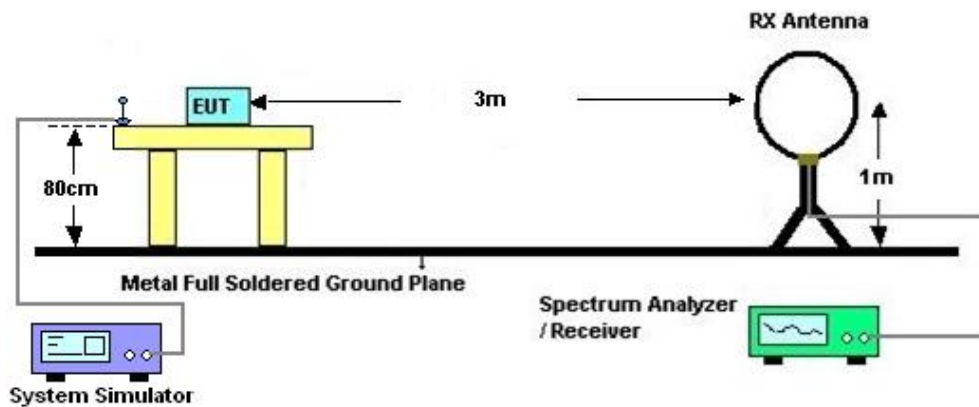 RX Antenna
EUT
3m
80cm
1m
Metal Full Soldered Ground Plane
Spectrum Analyzer
/ Receiver
System Simulator